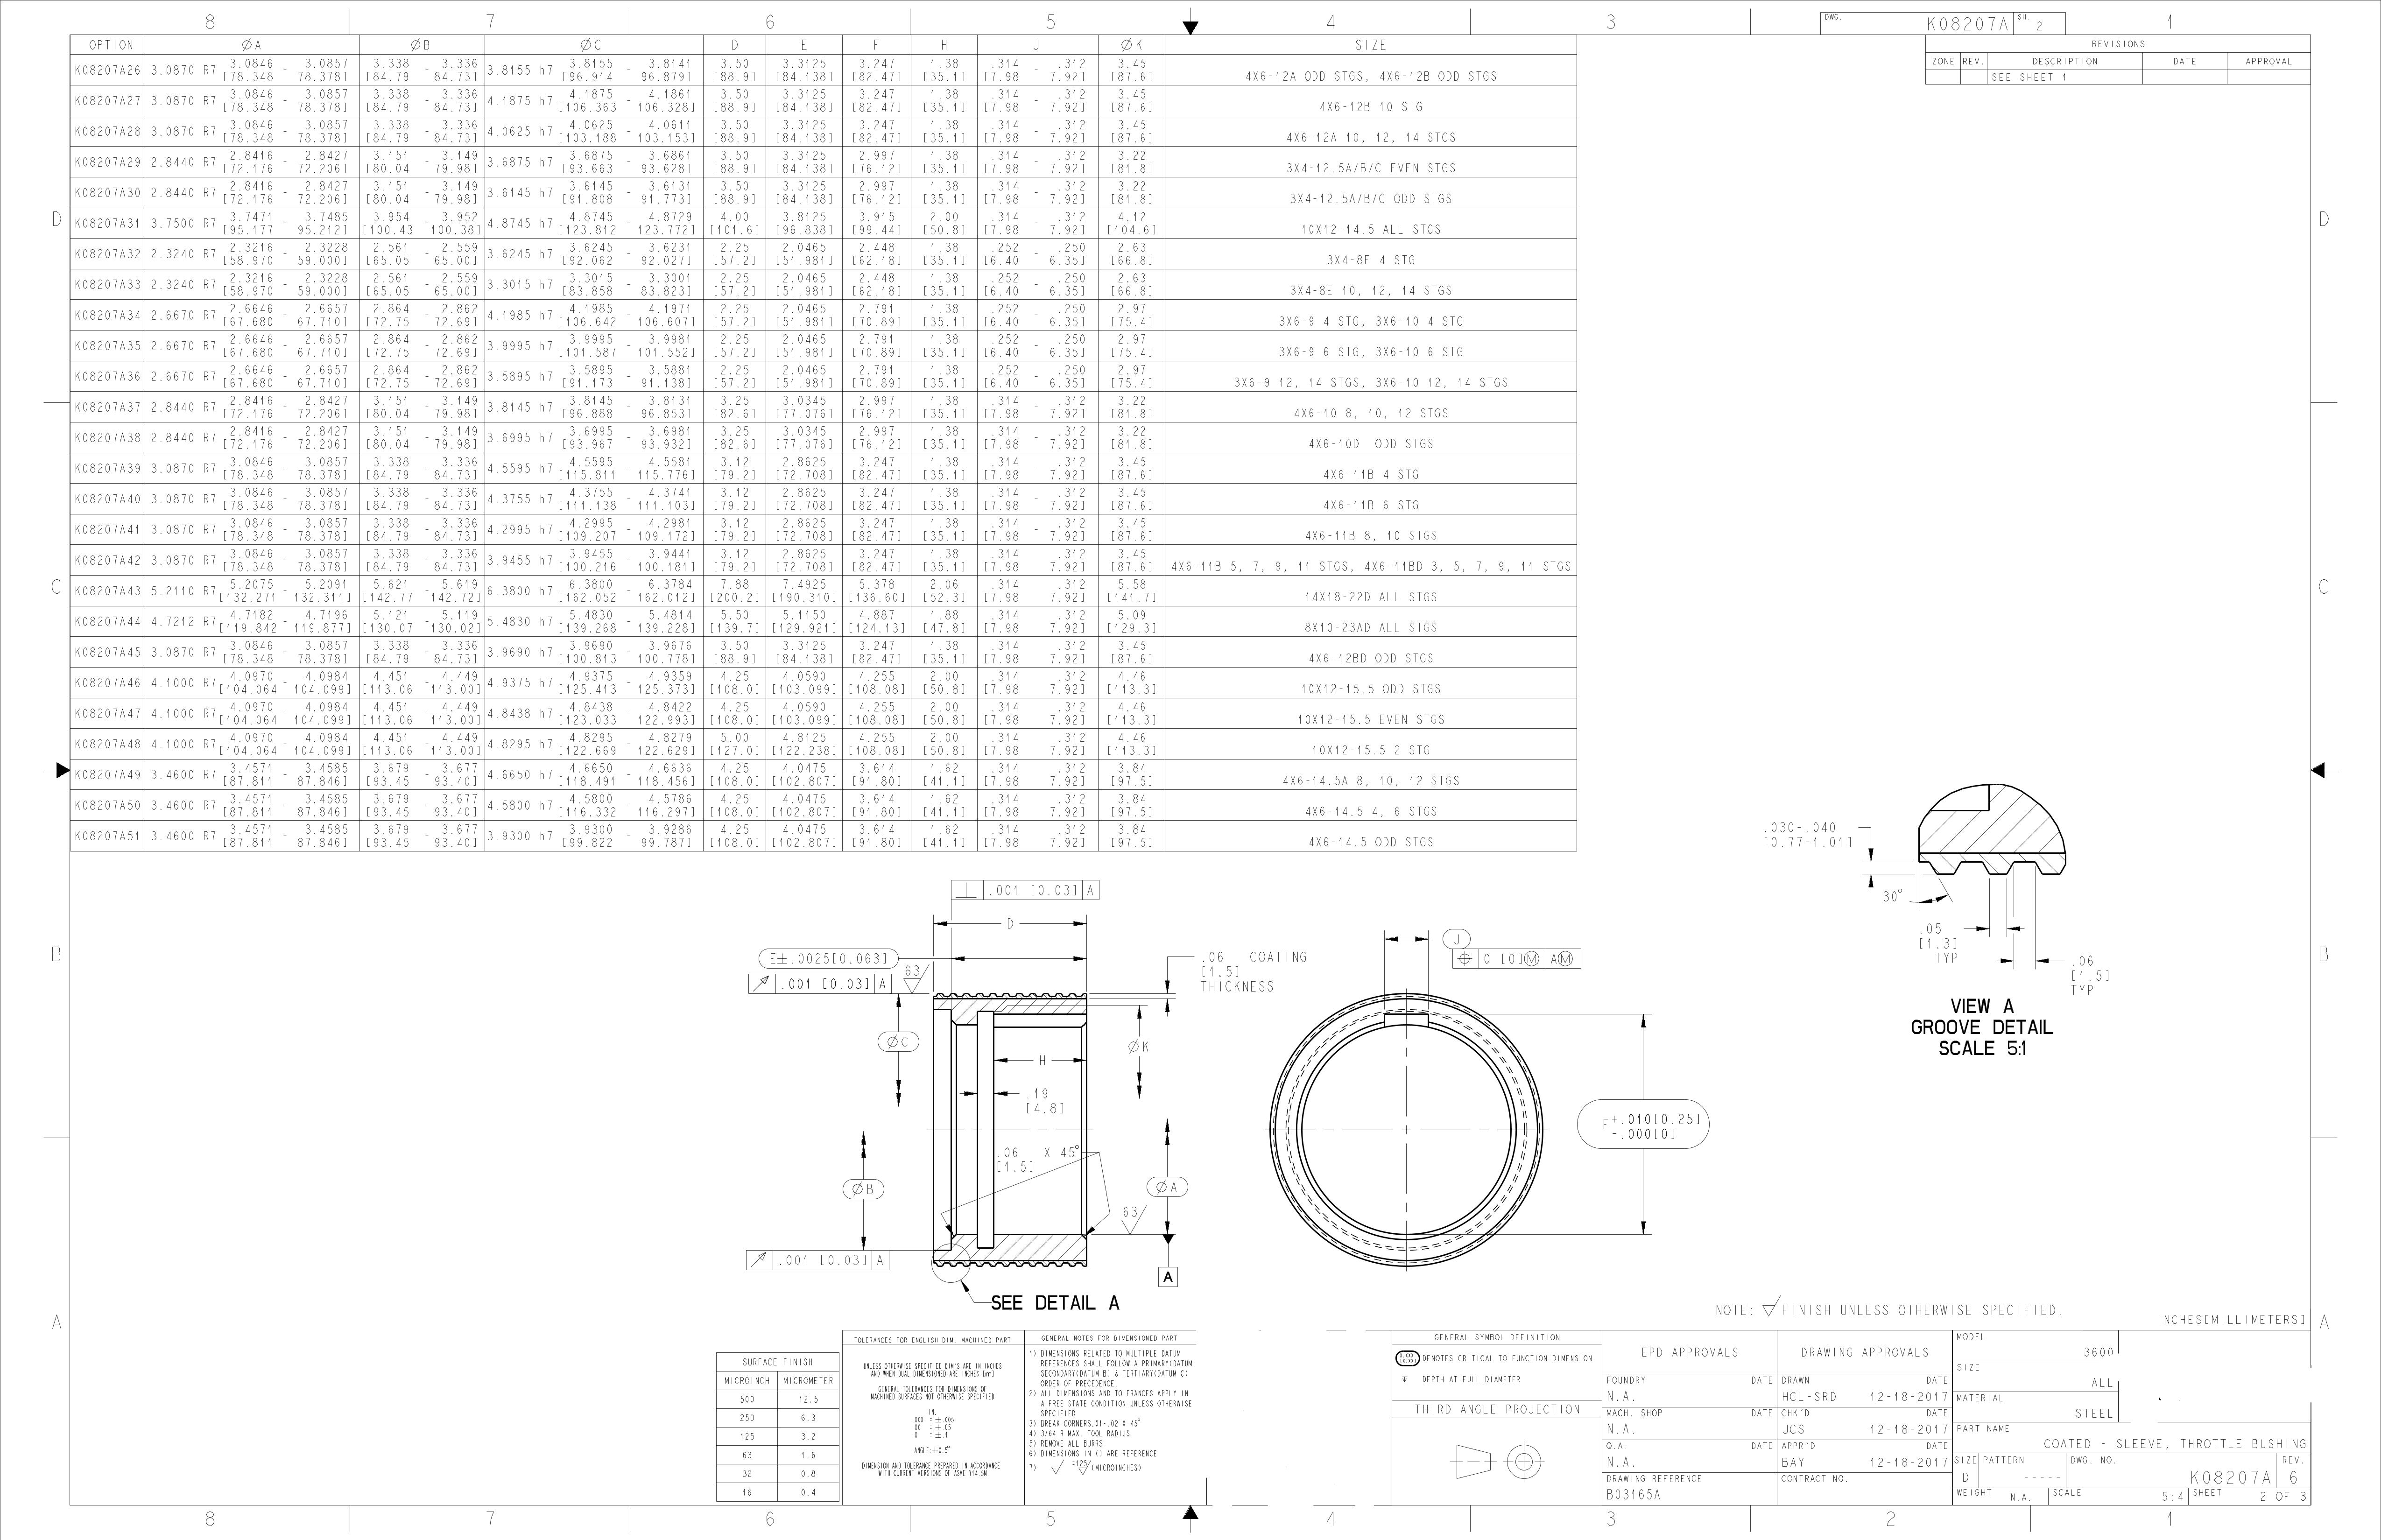 8 7 6 5 4 3 1
DWG. K08207A SH. 2
REVISIONS
ZONE REV. DESCRIPTION DATE APPROVAL
SEE SHEET 1
OPTION ØA ØB ØC D E F H J ØK SIZE
K08207A26 3.0870 R7 3.0846 - 3.0857 3.338 - 3.336 3.8155 h7 3.8155 - 3.8141 3.50 3.3125 3.247 1.38 .314 - .312 3.45 4X6-12A ODD STGS, 4X6-12B ODD STGS
[78.348 78.378] [84.79 84.73] [96.914 96.879] [88.9] [84.138] [82.47] [35.1] [7.98 7.92] [87.6]
K08207A27 3.0870 R7 3.0846 - 3.0857 3.338 - 3.336 4.1875 h7 4.1875 - 4.1861 3.50 3.3125 3.247 1.38 .314 - .312 3.45 4X6-12B 10 STG
[78.348 78.378] [84.79 84.73] [106.363 106.328] [88.9] [84.138] [82.47] [35.1] [7.98 7.92] [87.6]
K08207A28 3.0870 R7 3.0846 - 3.0857 3.338 - 3.336 4.0625 h7 4.0625 - 4.0611 3.50 3.3125 3.247 1.38 .314 - .312 3.45 4X6-12A 10, 12, 14 STGS
[78.348 78.378] [84.79 84.73] [103.188 103.153] [88.9] [84.138] [82.47] [35.1] [7.98 7.92] [87.6]
K08207A29 2.8440 R7 2.8416 - 2.8427 3.151 - 3.149 3.6875 h7 3.6875 - 3.6861 3.50 3.3125 2.997 1.38 .314 - .312 3.22 3X4-12.5A/B/C EVEN STGS
[72.176 72.206] [80.04 79.98] [93.663 93.628] [88.9] [84.138] [76.12] [35.1] [7.98 7.92] [81.8]
K08207A30 2.8440 R7 2.8416 - 2.8427 3.151 - 3.149 3.6145 h7 3.6145 - 3.6131 3.50 3.3125 2.997 1.38 .314 - .312 3.22 3X4-12.5A/B/C ODD STGS
[72.176 72.206] [80.04 79.98] [91.808 91.773] [88.9] [84.138] [76.12] [35.1] [7.98 7.92] [81.8]
K08207A31 3.7500 R7 3.7471 - 3.7485 3.954 - 3.952 4.8745 h7 4.8745 - 4.8729 4.00 3.8125 3.915 2.00 .314 - .312 4.12 10X12-14.5 ALL STGS
[95.177 95.212] [100.43 100.38] [123.812 123.772] [101.6] [96.838] [99.44] [50.8] [7.98 7.92] [104.6]
K08207A32 2.3240 R7 2.3216 - 2.3228 2.561 - 2.559 3.6245 h7 3.6245 - 3.6231 2.25 2.0465 2.448 1.38 .252 - .250 2.63 3X4-8E 4 STG
[58.970 59.000] [65.05 65.00] [92.062 92.027] [57.2] [51.981] [62.18] [35.1] [6.40 6.35] [66.8]
K08207A33 2.3240 R7 2.3216 - 2.3228 2.561 - 2.559 3.3015 h7 3.3015 - 3.3001 2.25 2.0465 2.448 1.38 .252 - .250 2.63 3X4-8E 10, 12, 14 STGS
[58.970 59.000] [65.05 65.00] [83.858 83.823] [57.2] [51.981] [62.18] [35.1] [6.40 6.35] [66.8]
K08207A34 2.6670 R7 2.6646 - 2.6657 2.864 - 2.862 4.1985 h7 4.1985 - 4.1971 2.25 2.0465 2.791 1.38 .252 - .250 2.97 3X6-9 4 STG, 3X6-10 4 STG
[67.680 67.710] [72.75 72.69] [106.642 106.607] [57.2] [51.981] [70.89] [35.1] [6.40 6.35] [75.4]
K08207A35 2.6670 R7 2.6646 - 2.6657 2.864 - 2.862 3.9995 h7 3.9995 - 3.9981 2.25 2.0465 2.791 1.38 .252 - .250 2.97 3X6-9 6 STG, 3X6-10 6 STG
[67.680 67.710] [72.75 72.69] [101.587 101.552] [57.2] [51.981] [70.89] [35.1] [6.40 6.35] [75.4]
K08207A36 2.6670 R7 2.6646 - 2.6657 2.864 - 2.862 3.5895 h7 3.5895 - 3.5881 2.25 2.0465 2.791 1.38 .252 - .250 2.97 3X6-9 12, 14 STGS, 3X6-10 12, 14 STGS
[67.680 67.710] [72.75 72.69] [91.173 91.138] [57.2] [51.981] [70.89] [35.1] [6.40 6.35] [75.4]
K08207A37 2.8440 R7 2.8416 - 2.8427 3.151 - 3.149 3.8145 h7 3.8145 - 3.8131 3.25 3.0345 2.997 1.38 .314 - .312 3.22 4X6-10 8, 10, 12 STGS
[72.176 72.206] [80.04 79.98] [96.888 96.853] [82.6] [77.076] [76.12] [35.1] [7.98 7.92] [81.8]
K08207A38 2.8440 R7 2.8416 - 2.8427 3.151 - 3.149 3.6995 h7 3.6995 - 3.6981 3.25 3.0345 2.997 1.38 .314 - .312 3.22 4X6-10D ODD STGS
[72.176 72.206] [80.04 79.98] [93.967 93.932] [82.6] [77.076] [76.12] [35.1] [7.98 7.92] [81.8]
K08207A39 3.0870 R7 3.0846 - 3.0857 3.338 - 3.336 4.5595 h7 4.5595 - 4.5581 3.12 2.8625 3.247 1.38 .314 - .312 3.45 4X6-11B 4 STG
[78.348 78.378] [84.79 84.73] [115.811 115.776] [79.2] [72.708] [82.47] [35.1] [7.98 7.92] [87.6]
K08207A40 3.0870 R7 3.0846 - 3.0857 3.338 - 3.336 4.3755 h7 4.3755 - 4.3741 3.12 2.8625 3.247 1.38 .314 - .312 3.45 4X6-11B 6 STG
[78.348 78.378] [84.79 84.73] [111.138 111.103] [79.2] [72.708] [82.47] [35.1] [7.98 7.92] [87.6]
K08207A41 3.0870 R7 3.0846 - 3.0857 3.338 - 3.336 4.2995 h7 4.2995 - 4.2981 3.12 2.8625 3.247 1.38 .314 - .312 3.45 4X6-11B 8, 10 STGS
[78.348 78.378] [84.79 84.73] [109.207 109.172] [79.2] [72.708] [82.47] [35.1] [7.98 7.92] [87.6]
K08207A42 3.0870 R7 3.0846 - 3.0857 3.338 - 3.336 3.9455 h7 3.9455 - 3.9441 3.12 2.8625 3.247 1.38 .314 - .312 3.45 4X6-11B 5, 7, 9, 11 STGS, 4X6-11BD 3, 5, 7, 9, 11 STGS
[78.348 78.378] [84.79 84.73] [100.216 100.181] [79.2] [72.708] [82.47] [35.1] [7.98 7.92] [87.6]
K08207A43 5.2110 R7 5.2075 - 5.2091 5.621 - 5.619 6.3800 h7 6.3800 - 6.3784 7.88 7.4925 5.378 2.06 .314 - .312 5.58 14X18-22D ALL STGS
[132.271 132.311] [142.77 142.72] [162.052 162.012] [200.2] [190.310] [136.60] [52.3] [7.98 7.92] [141.7]
K08207A44 4.7212 R7 4.7182 - 4.7196 5.121 - 5.119 5.4830 h7 5.4830 - 5.4814 5.50 5.1150 4.887 1.88 .314 - .312 5.09 8X10-23AD ALL STGS
[119.842 119.877] [130.07 130.02] [139.268 139.228] [139.7] [129.921] [124.13] [47.8] [7.98 7.92] [129.3]
K08207A45 3.0870 R7 3.0846 - 3.0857 3.338 - 3.336 3.9690 h7 3.9690 - 3.9676 3.50 3.3125 3.247 1.38 .314 - .312 3.45 4X6-12BD ODD STGS
[78.348 78.378] [84.79 84.73] [100.813 100.778] [88.9] [84.138] [82.47] [35.1] [7.98 7.92] [87.6]
K08207A46 4.1000 R7 4.0970 - 4.0984 4.451 - 4.449 4.9375 h7 4.9375 - 4.9359 4.25 4.0590 4.255 2.00 .314 - .312 4.46 10X12-15.5 ODD STGS
[104.064 104.099] [113.06 113.00] [125.413 125.373] [108.0] [103.099] [108.08] [50.8] [7.98 7.92] [113.3]
K08207A47 4.1000 R7 4.0970 - 4.0984 4.451 - 4.449 4.8438 h7 4.8438 - 4.8422 4.25 4.0590 4.255 2.00 .314 - .312 4.46 10X12-15.5 EVEN STGS
[104.064 104.099] [113.06 113.00] [123.033 122.993] [108.0] [103.099] [108.08] [50.8] [7.98 7.92] [113.3]
K08207A48 4.1000 R7 4.0970 - 4.0984 4.451 - 4.449 4.8295 h7 4.8295 - 4.8279 5.00 4.8125 4.255 2.00 .314 - .312 4.46 10X12-15.5 2 STG
[104.064 104.099] [113.06 113.00] [122.669 122.629] [127.0] [122.238] [108.08] [50.8] [7.98 7.92] [113.3]
K08207A49 3.4600 R7 3.4571 - 3.4585 3.679 - 3.677 4.6650 h7 4.6650 - 4.6636 4.25 4.0475 3.614 1.62 .314 - .312 3.84 4X6-14.5A 8, 10, 12 STGS
[87.811 87.846] [93.45 93.40] [118.491 118.456] [108.0] [102.807] [91.80] [41.1] [7.98 7.92] [97.5]
K08207A50 3.4600 R7 3.4571 - 3.4585 3.679 - 3.677 4.5800 h7 4.5800 - 4.5786 4.25 4.0475 3.614 1.62 .314 - .312 3.84 4X6-14.5 4, 6 STGS
[87.811 87.846] [93.45 93.40] [116.332 116.297] [108.0] [102.807] [91.80] [41.1] [7.98 7.92] [97.5]
K08207A51 3.4600 R7 3.4571 - 3.4585 3.679 - 3.677 3.9300 h7 3.9300 - 3.9286 4.25 4.0475 3.614 1.62 .314 - .312 3.84 4X6-14.5 ODD STGS
[87.811 87.846] [93.45 93.40] [99.822 99.787] [108.0] [102.807] [91.80] [41.1] [7.98 7.92] [97.5]
D D
C C
B B
A A
⊥ .001 [0.03] A
D
E±.0025[0.063]
.001 [0.03] A
63
ØC
H
.19
[4.8]
.06 X 45°
[1.5]
ØB
.001 [0.03] A
SEE DETAIL A
.06 COATING
[1.5]
THICKNESS
ØK
ØA
63
A
J
⌖ 0 [0]Ⓜ AⓂ
F+.010[0.25]
-.000[0]
.030-.040
[0.77-1.01]
30°
.05
[1.3]
TYP
.06
[1.5]
TYP
VIEW A
GROOVE DETAIL
SCALE 5:1
NOTE: FINISH UNLESS OTHERWISE SPECIFIED.
INCHES[MILLIMETERS]
SURFACE FINISH
MICROINCH MICROMETER
500 12.5
250 6.3
125 3.2
63 1.6
32 0.8
16 0.4
TOLERANCES FOR ENGLISH DIM. MACHINED PART
UNLESS OTHERWISE SPECIFIED DIM'S ARE IN INCHES
AND WHEN DUAL DIMENSIONED ARE INCHES [mm]
GENERAL TOLERANCES FOR DIMENSIONS OF
MACHINED SURFACES NOT OTHERWISE SPECIFIED
IN.
.XXX : ±.005
.XX : ±.05
.X : ±.1
ANGLE:±0.5°
DIMENSION AND TOLERANCE PREPARED IN ACCORDANCE
WITH CURRENT VERSIONS OF ASME Y14.5M
GENERAL NOTES FOR DIMENSIONED PART
1) DIMENSIONS RELATED TO MULTIPLE DATUM
REFERENCES SHALL FOLLOW A PRIMARY(DATUM
SECONDARY(DATUM B) & TERTIARY(DATUM C)
ORDER OF PRECEDENCE.
2) ALL DIMENSIONS AND TOLERANCES APPLY IN
A FREE STATE CONDITION UNLESS OTHERWISE
SPECIFIED
3) BREAK CORNERS.01-.02 X 45°
4) 3/64 R MAX. TOOL RADIUS
5) REMOVE ALL BURRS
6) DIMENSIONS IN () ARE REFERENCE
7) =125 (MICROINCHES)
GENERAL SYMBOL DEFINITION
X.XXX [X.XX] DENOTES CRITICAL TO FUNCTION DIMENSION
DEPTH AT FULL DIAMETER
THIRD ANGLE PROJECTION
EPD APPROVALS
FOUNDRY DATE
N.A.
MACH. SHOP DATE
N.A.
Q.A. DATE
N.A.
DRAWING REFERENCE
B03165A
DRAWING APPROVALS
DRAWN DATE
HCL-SRD 12-18-2017
CHK'D DATE
JCS 12-18-2017
APPR'D DATE
BAY 12-18-2017
CONTRACT NO.
MODEL
3600
SIZE
ALL
MATERIAL
STEEL
PART NAME
COATED - SLEEVE, THROTTLE BUSHING
SIZE PATTERN DWG. NO. REV.
D ----- K08207A 6
WEIGHT N.A. SCALE 5:4 SHEET 2 OF 3
8 7 6 5 4 3 2 1